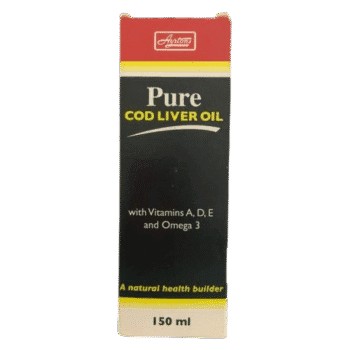 Pure
COD LIVER OIL
with Vitamins A, D, E
and Omega 3
A natural health builder
150 ml